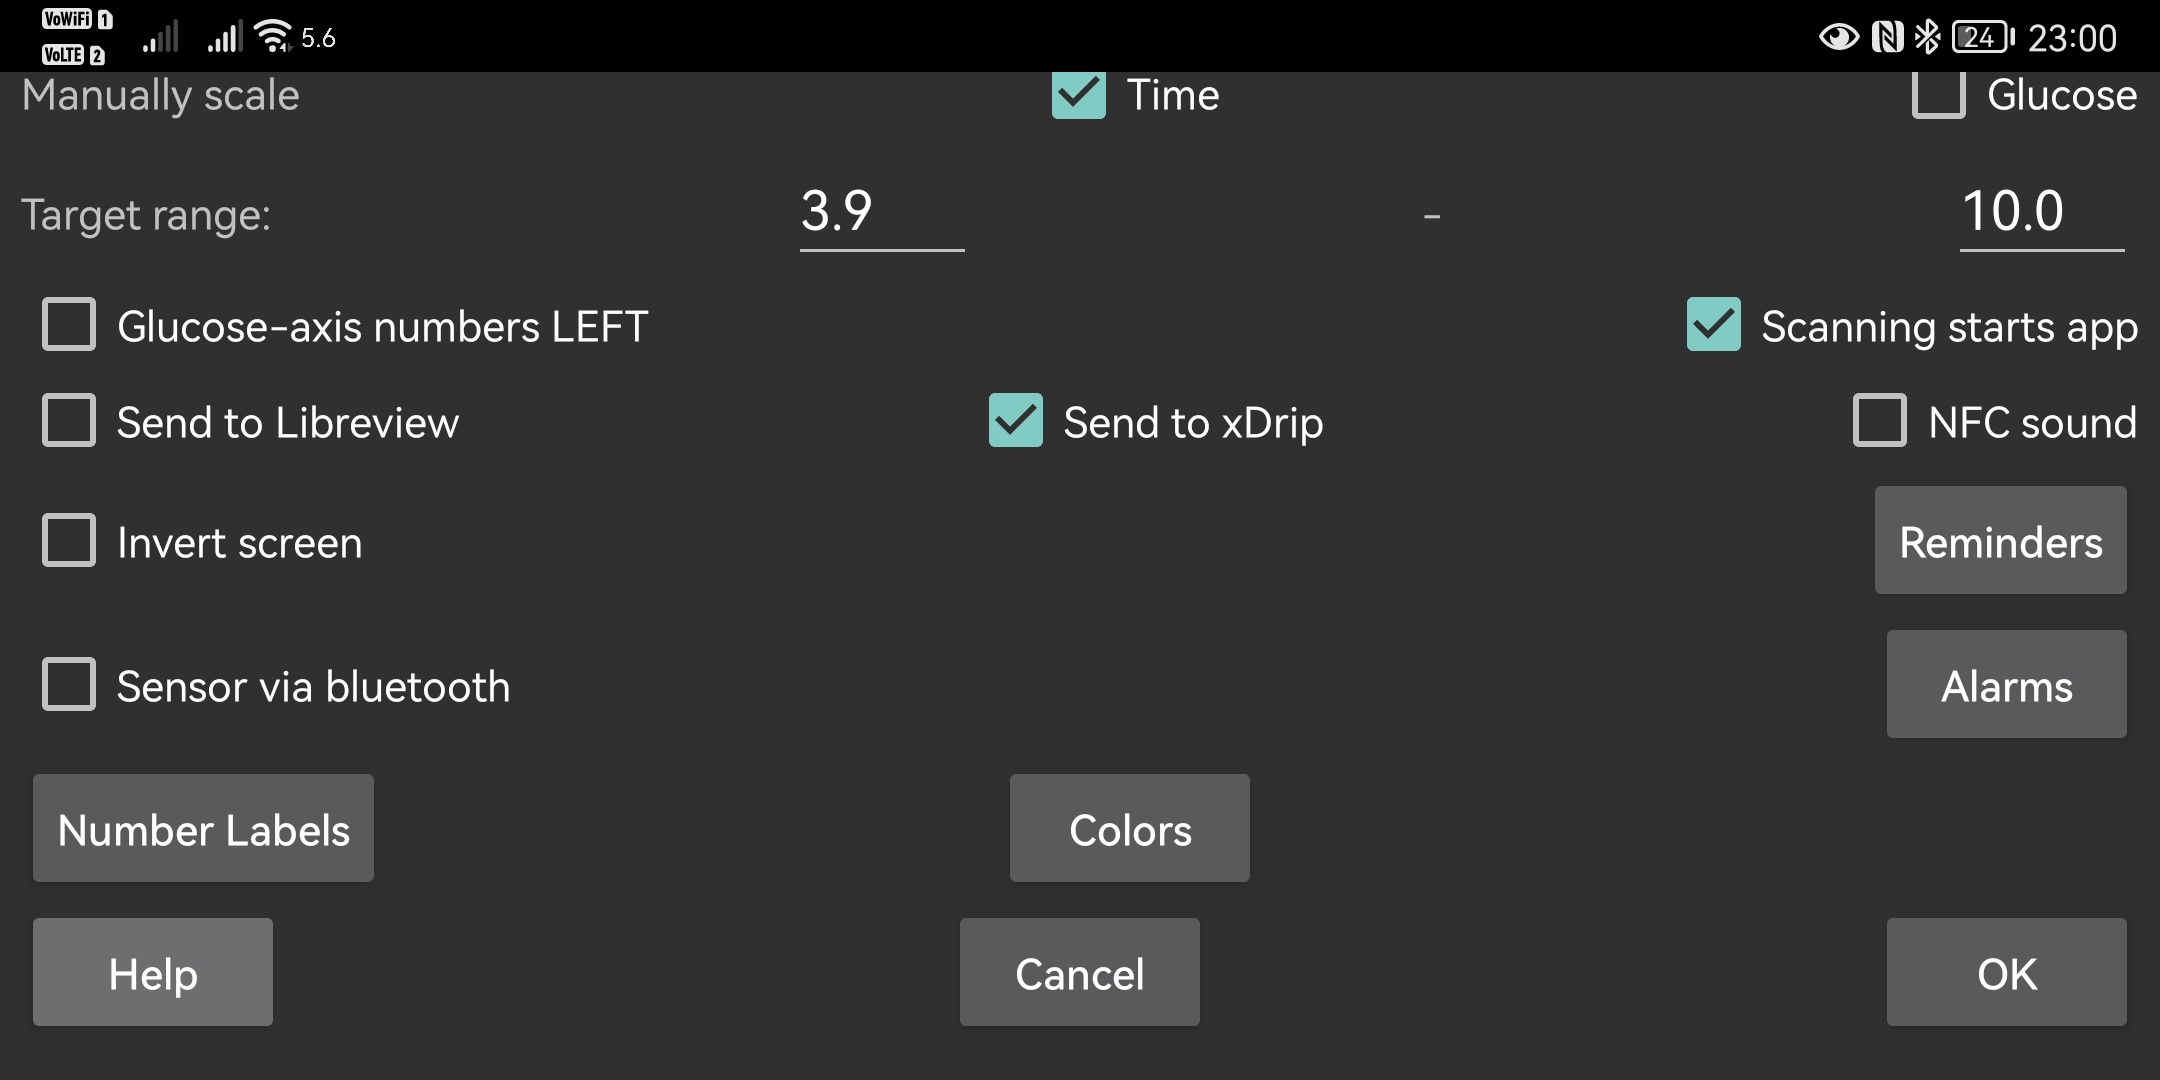 VoWiFi 1
VoLTE 2
5.6
24 23:00
Manually scale Time Glucose
Target range: 3.9 - 10.0
Glucose-axis numbers LEFT Scanning starts app
Send to Libreview Send to xDrip NFC sound
Invert screen Reminders
Sensor via bluetooth Alarms
Number Labels Colors
Help Cancel OK